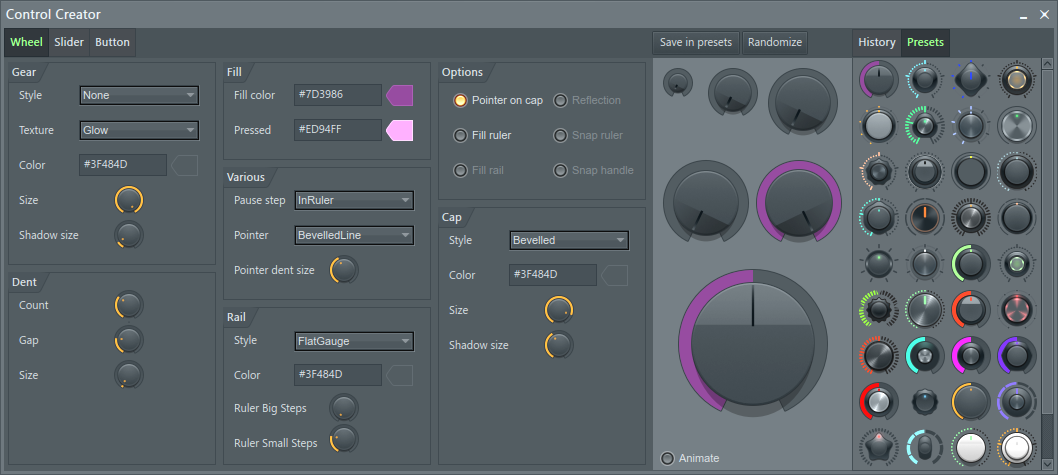 Control Creator
Wheel Slider Button
Save in presets Randomize
History Presets
Gear
Style None
Texture Glow
Color #3F484D
Size
Shadow size
Dent
Count
Gap
Size
Fill
Fill color #7D3986
Pressed #ED94FF
Various
Pause step InRuler
Pointer BevelledLine
Pointer dent size
Rail
Style FlatGauge
Color #3F484D
Ruler Big Steps
Ruler Small Steps
Options
Pointer on cap Reflection
Fill ruler Snap ruler
Fill rail Snap handle
Cap
Style Bevelled
Color #3F484D
Size
Shadow size
Animate